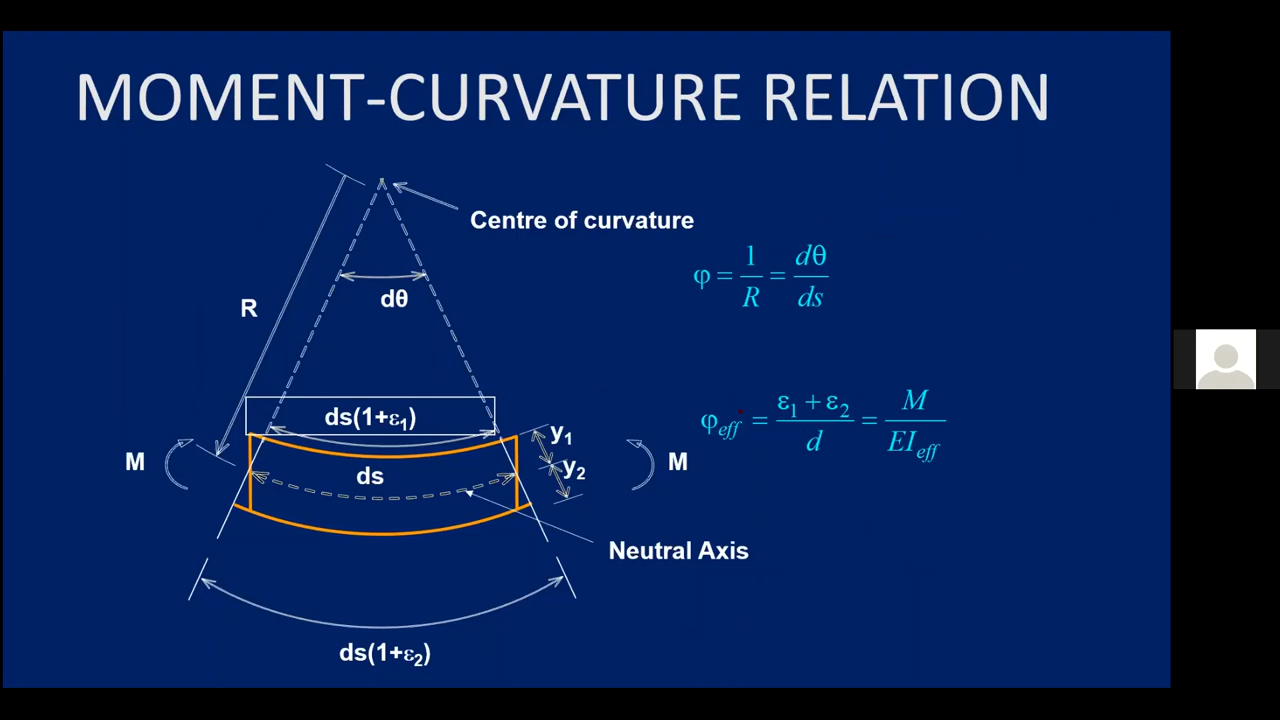 MOMENT-CURVATURE RELATION
Centre of curvature
φ = 1/R = dθ/ds
dθ
R
ds(1+ε₁)
φeff = (ε₁ + ε₂)/d = M/EIeff
y₁
M
M
ds
y₂
Neutral Axis
ds(1+ε₂)